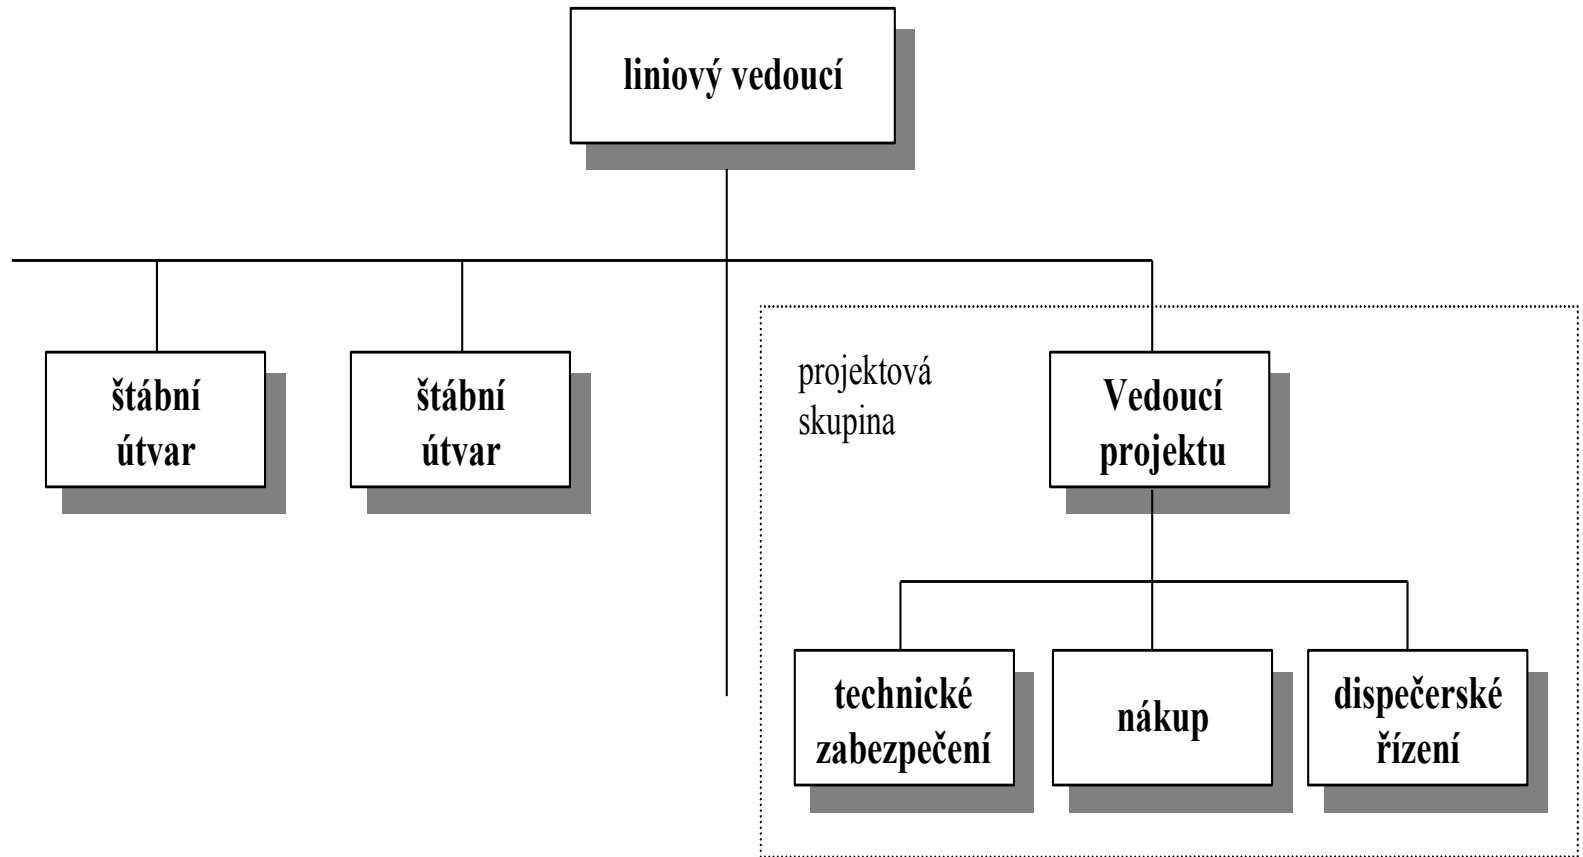 liniový vedoucí
štábní
útvar
štábní
útvar
projektová
skupina
Vedoucí
projektu
technické
zabezpečení
nákup
dispečerské
řízení